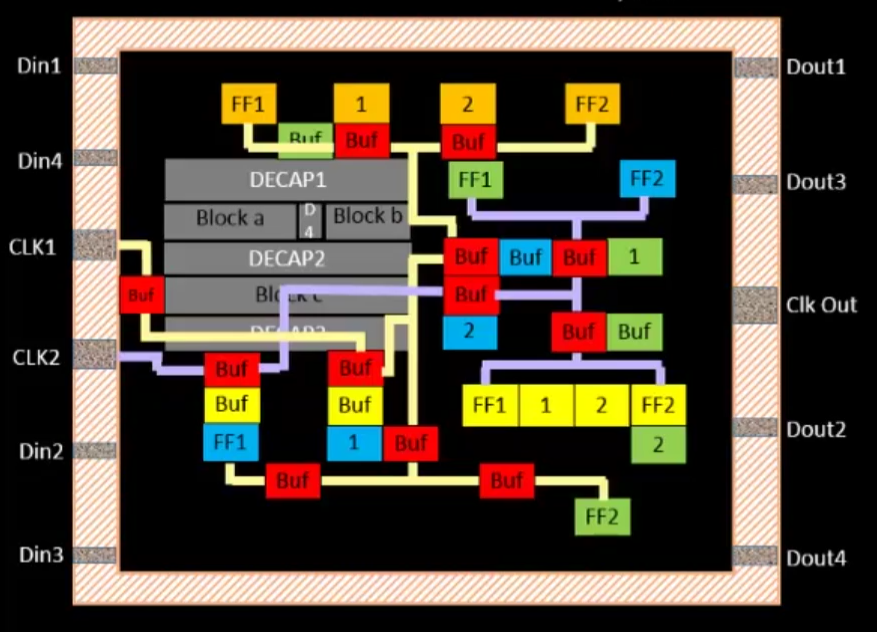 Din1
Dout1
FF1
1
2
FF2
Buf
Buf
Buf
Din4
DECAP1
FF1
FF2
Dout3
Block a
D
4
Block b
CLK1
DECAP2
Buf
Buf
Buf
1
Buf
Block c
Buf
Clk Out
2
Buf
Buf
CLK2
Buf
Buf
Buf
Buf
FF1
1
2
FF2
FF1
1
Buf
2
Dout2
Din2
Buf
Buf
FF2
Din3
Dout4